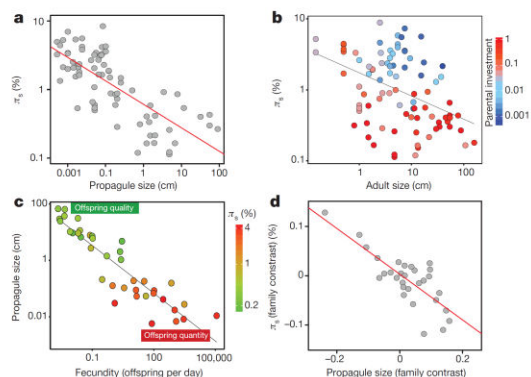 a
10
1
0.1
πs (%)
0.001
0.1
1
10
100
Propagule size (cm)
b
10
1
0.1
πs (%)
1
10
100
Adult size (cm)
Parental investment
1
0.1
0.01
0.001
c
100
1
0.01
Propagule size (cm)
Offspring quality
Offspring quantity
0.1
100
100,000
Fecundity (offspring per day)
πs (%)
4
1
0.2
d
0.1
0
−0.1
πs (family contrast) (%)
−0.2
0
0.2
Propagule size (family contrast)